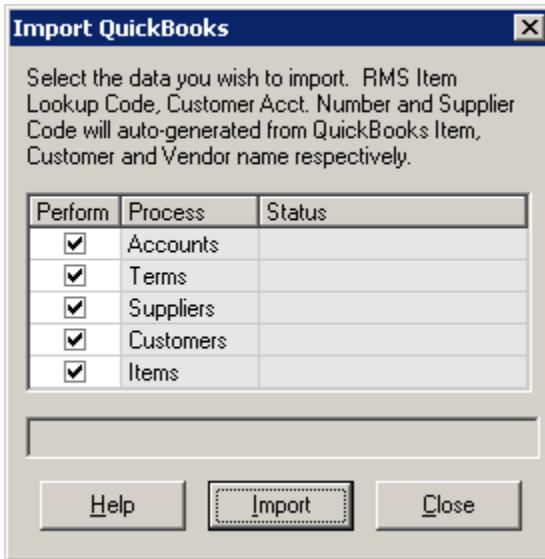 Import QuickBooks
Select the data you wish to import. RMS Item
Lookup Code, Customer Acct. Number and Supplier
Code will auto-generated from QuickBooks Item,
Customer and Vendor name respectively.
Perform Process Status
Accounts
Terms
Suppliers
Customers
Items
Help Import Close